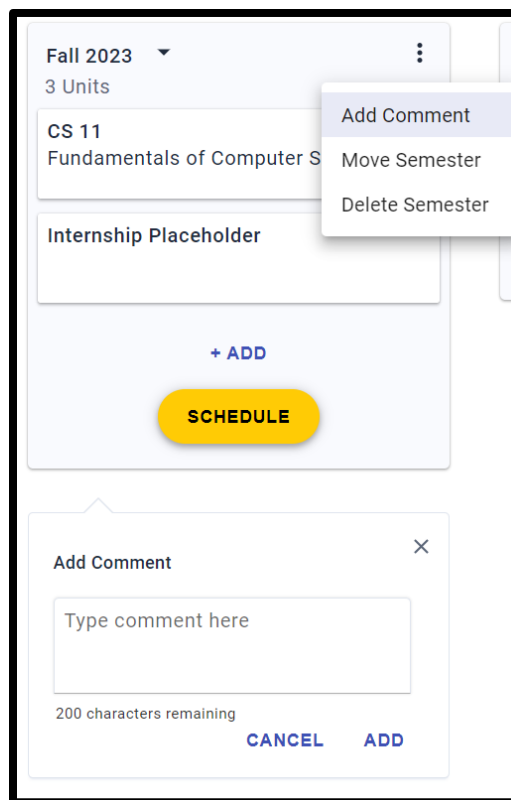 Fall 2023
3 Units
CS 11
Fundamentals of Computer S
Add Comment
Move Semester
Delete Semester
Internship Placeholder
+ ADD
SCHEDULE
Add Comment
Type comment here
200 characters remaining
CANCEL ADD